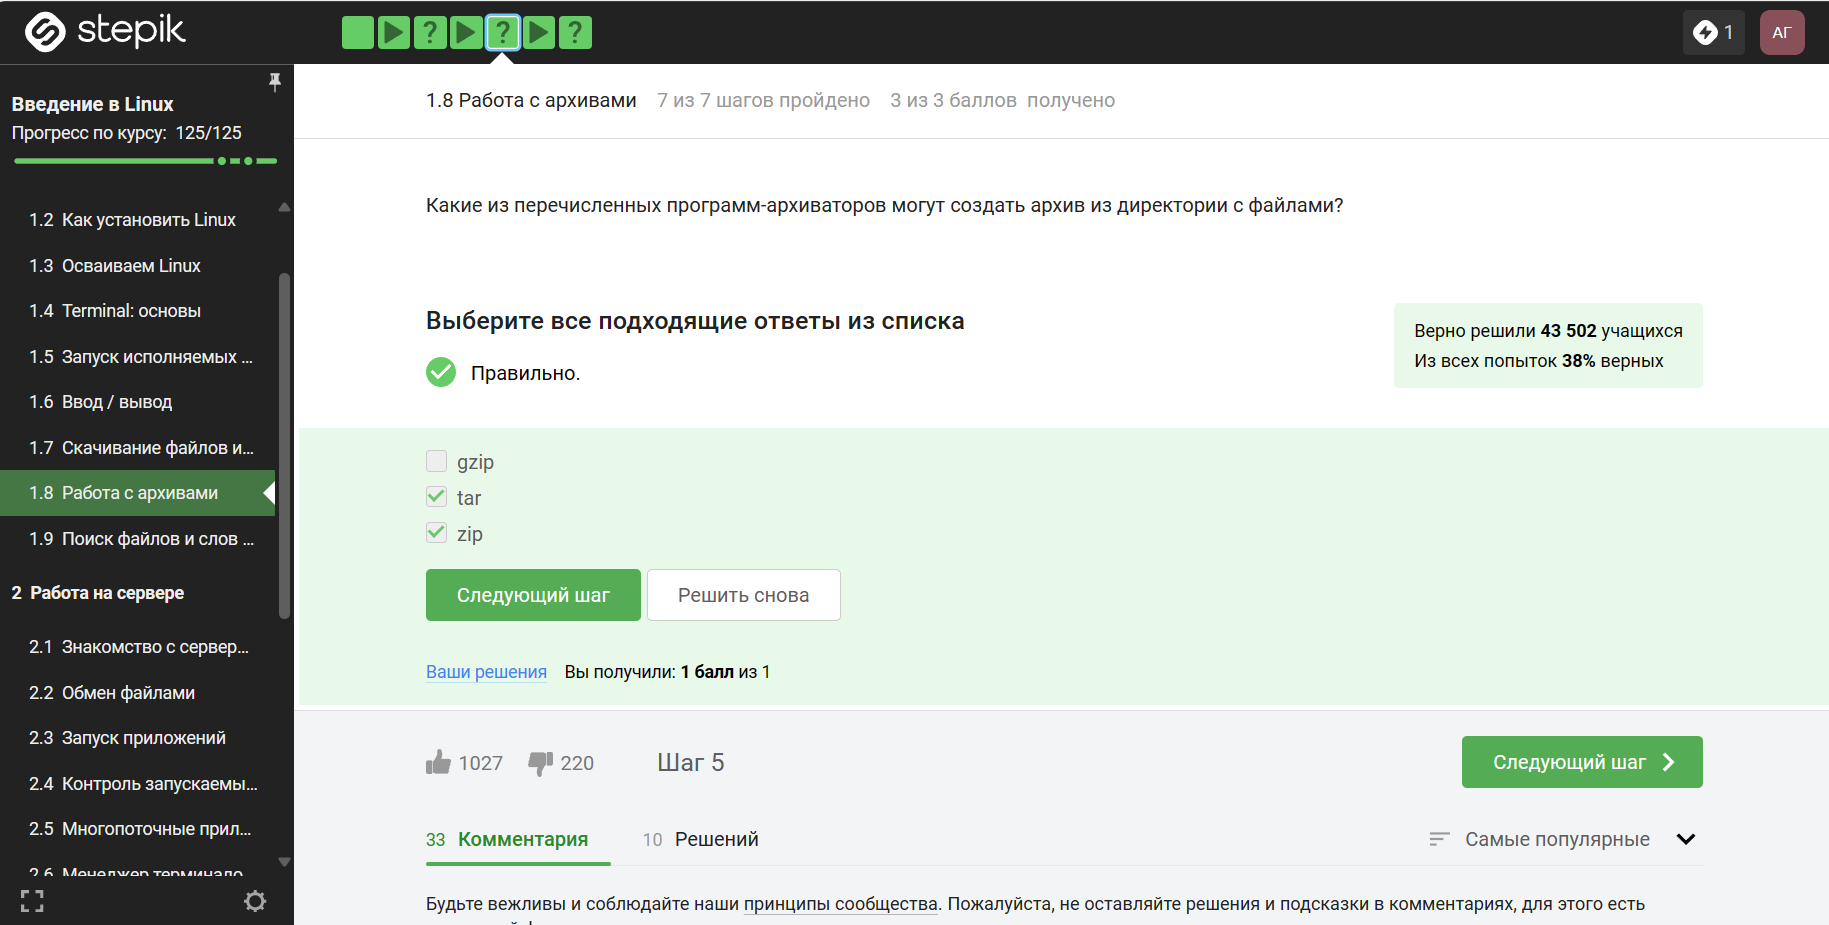 stepik
? ? ?
1
АГ
Введение в Linux
Прогресс по курсу: 125/125
1.2 Как установить Linux
1.3 Осваиваем Linux
1.4 Terminal: основы
1.5 Запуск исполняемых ...
1.6 Ввод / вывод
1.7 Скачивание файлов и...
1.8 Работа с архивами
1.9 Поиск файлов и слов ...
2 Работа на сервере
2.1 Знакомство с сервер...
2.2 Обмен файлами
2.3 Запуск приложений
2.4 Контроль запускаемы...
2.5 Многопоточные прил...
2.6 Менеджер терминало
1.8 Работа с архивами 7 из 7 шагов пройдено 3 из 3 баллов получено
Какие из перечисленных программ-архиваторов могут создать архив из директории с файлами?
Выберите все подходящие ответы из списка
Правильно.
Верно решили 43 502 учащихся
Из всех попыток 38% верных
gzip
tar
zip
Следующий шаг Решить снова
Ваши решения Вы получили: 1 балл из 1
1027 220 Шаг 5
Следующий шаг
33 Комментария 10 Решений
Самые популярные
Будьте вежливы и соблюдайте наши принципы сообщества. Пожалуйста, не оставляйте решения и подсказки в комментариях, для этого есть